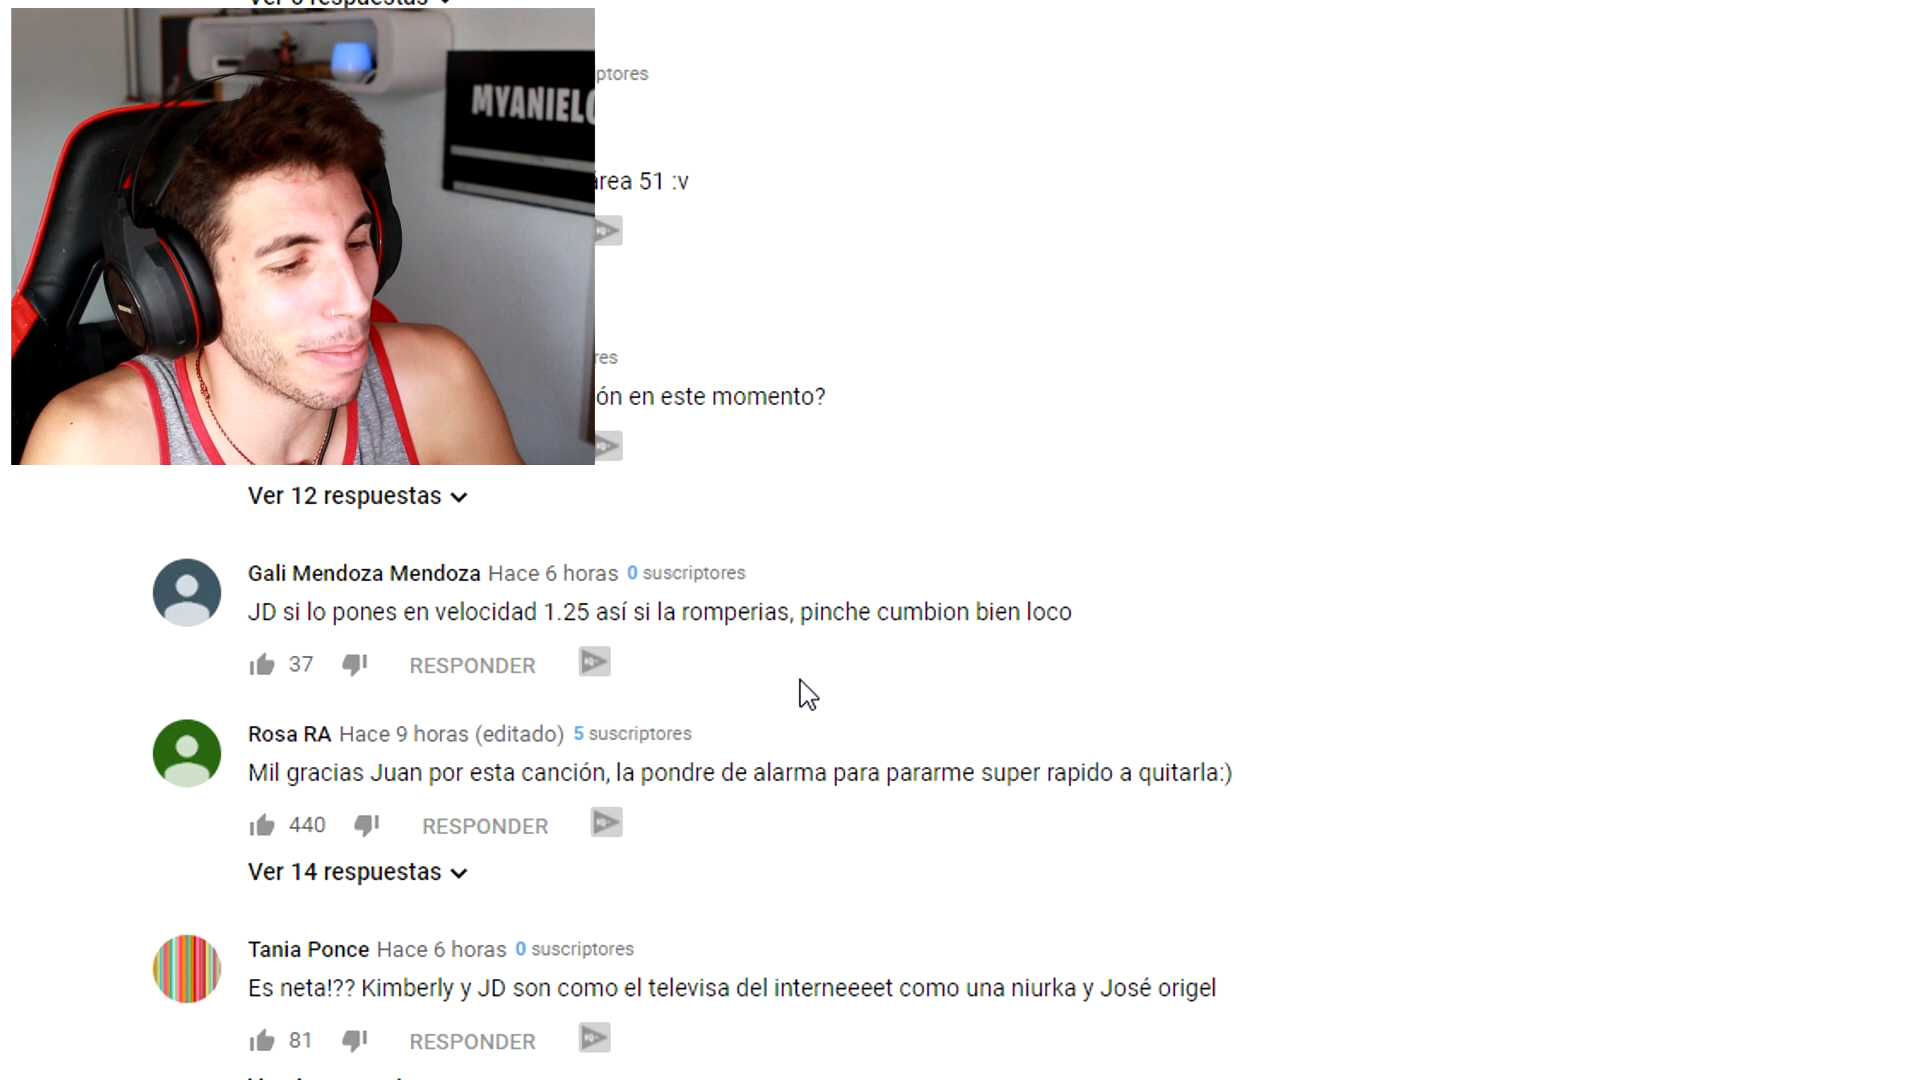 respuestas
ptores
MYANIEL
área 51 :v
res
ón en este momento?
Ver 12 respuestas
Gali Mendoza Mendoza Hace 6 horas 0 suscriptores
JD si lo pones en velocidad 1.25 así si la romperias, pinche cumbion bien loco
37 RESPONDER
Rosa RA Hace 9 horas (editado) 5 suscriptores
Mil gracias Juan por esta canción, la pondre de alarma para pararme super rapido a quitarla:)
440 RESPONDER
Ver 14 respuestas
Tania Ponce Hace 6 horas 0 suscriptores
Es neta!?? Kimberly y JD son como el televisa del interneeeet como una niurka y José origel
81 RESPONDER